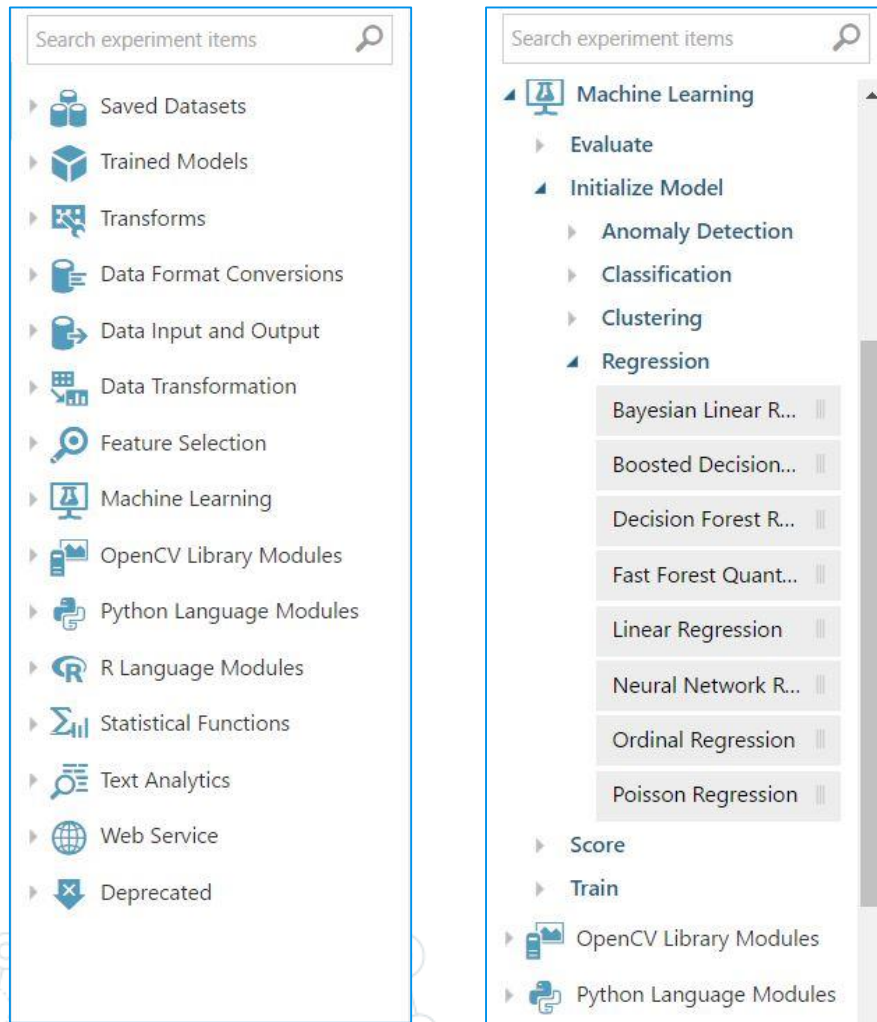 Search experiment items
Saved Datasets
Trained Models
Transforms
Data Format Conversions
Data Input and Output
Data Transformation
Feature Selection
Machine Learning
OpenCV Library Modules
Python Language Modules
R Language Modules
Statistical Functions
Text Analytics
Web Service
Deprecated
Search experiment items
Machine Learning
Evaluate
Initialize Model
Anomaly Detection
Classification
Clustering
Regression
Bayesian Linear R...
Boosted Decision...
Decision Forest R...
Fast Forest Quant...
Linear Regression
Neural Network R...
Ordinal Regression
Poisson Regression
Score
Train
OpenCV Library Modules
Python Language Modules